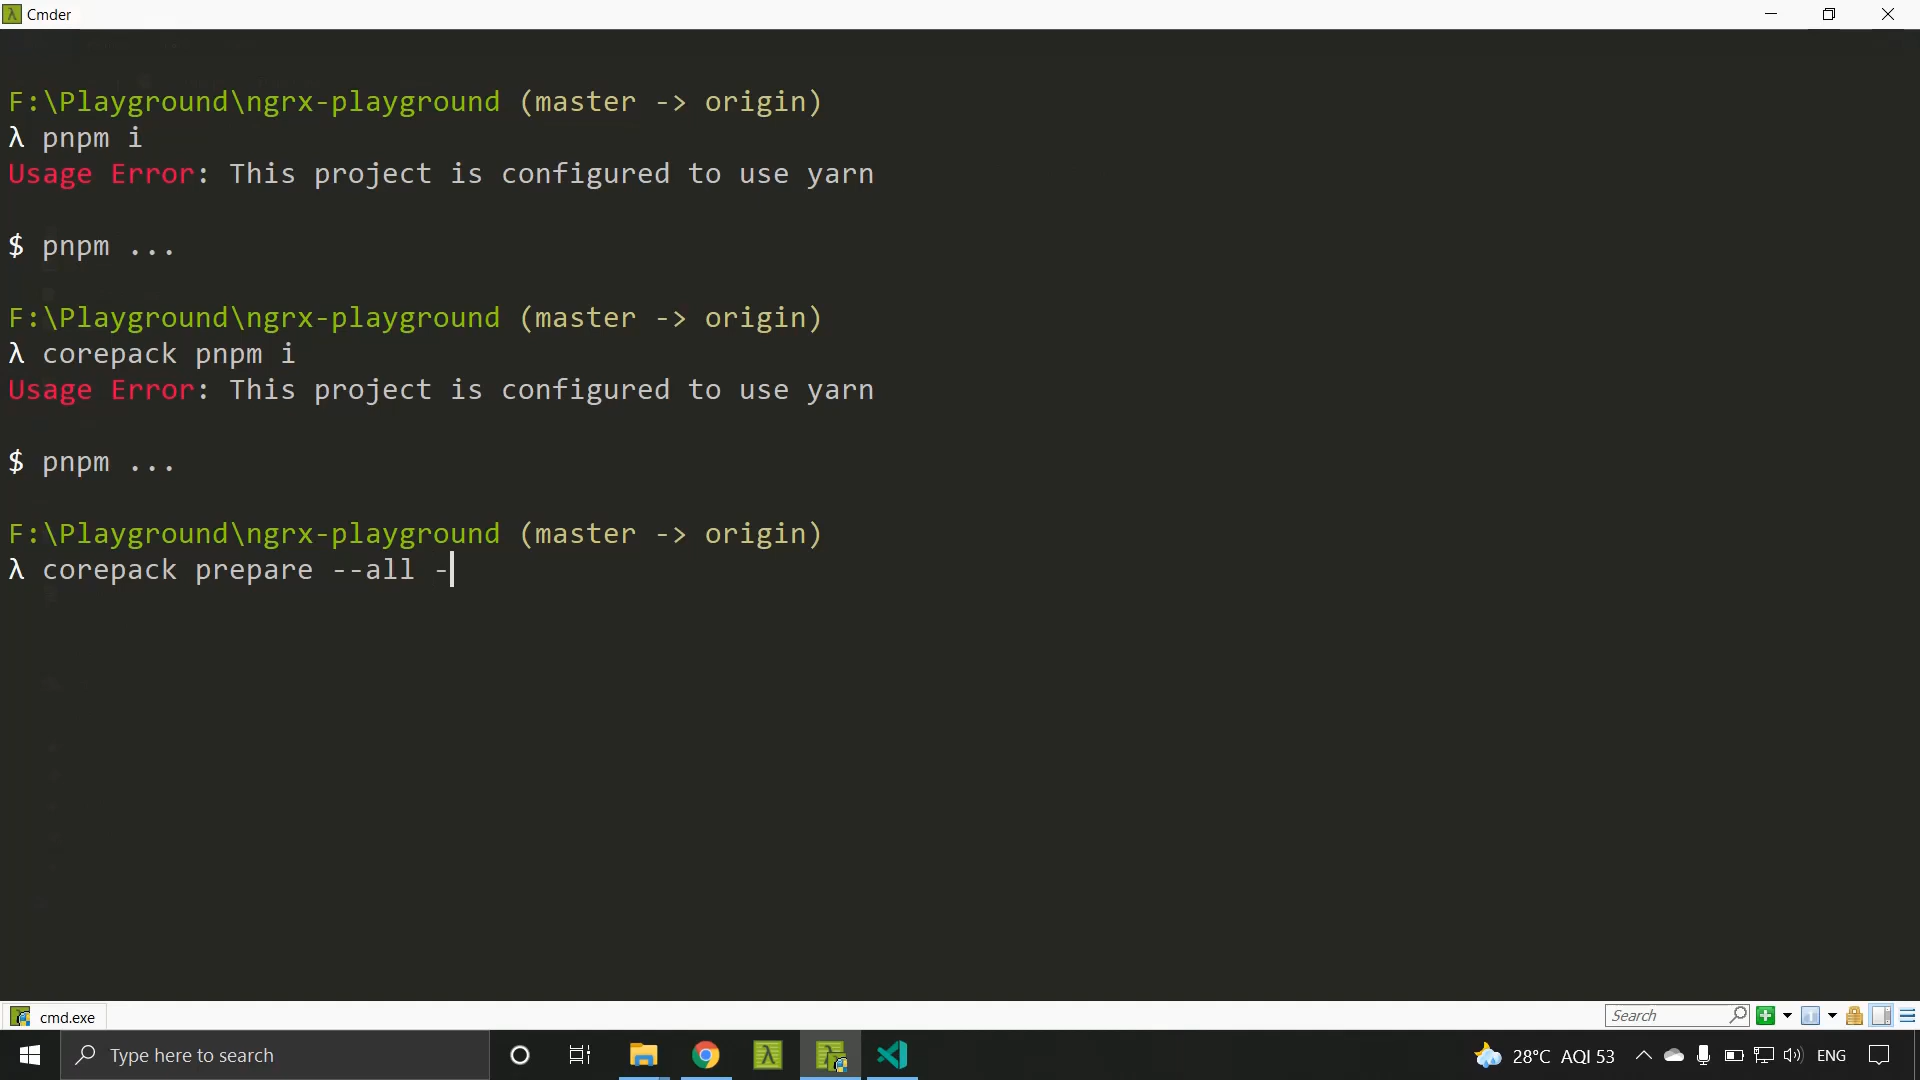 Cmder
F:\Playground\ngrx-playground (master -> origin)
λ pnpm i
Usage Error: This project is configured to use yarn
$ pnpm ...
F:\Playground\ngrx-playground (master -> origin)
λ corepack pnpm i
Usage Error: This project is configured to use yarn
$ pnpm ...
F:\Playground\ngrx-playground (master -> origin)
λ corepack prepare --all -
cmd.exe
Search
Type here to search
28°C AQI 53
ENG